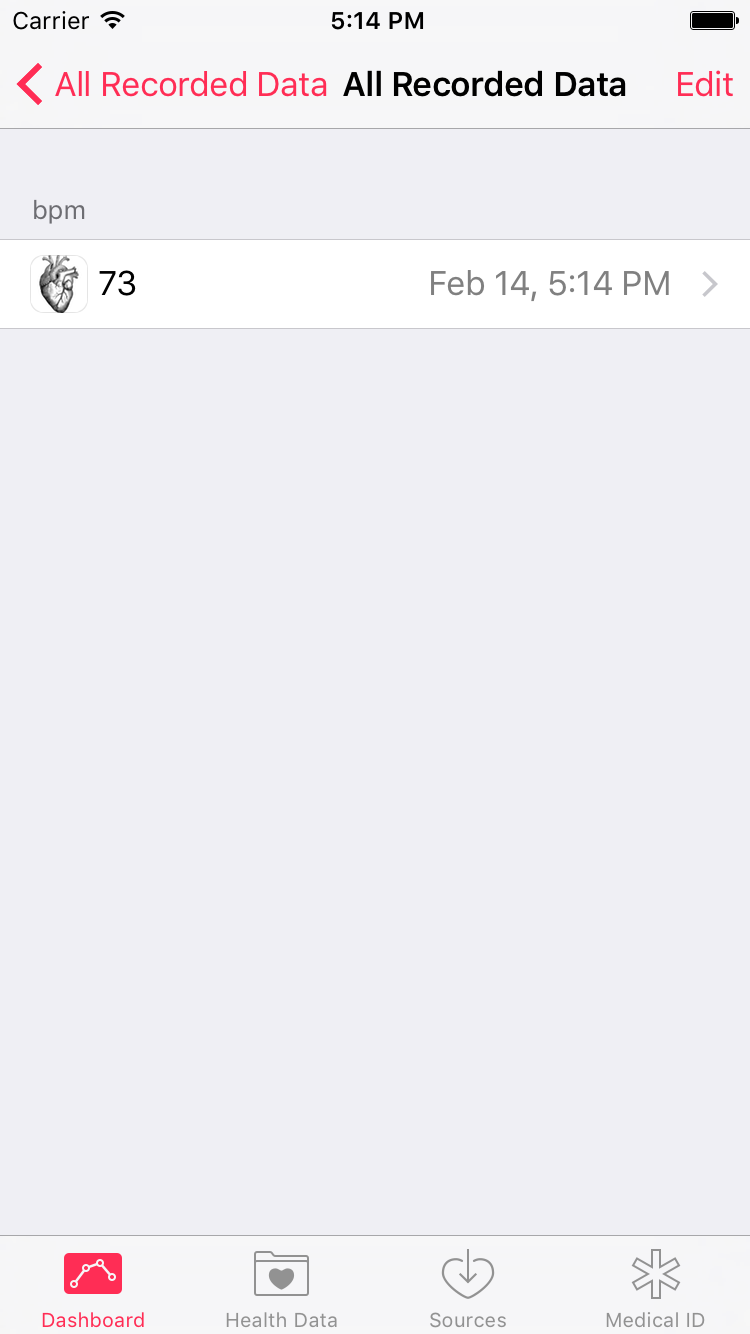 Carrier 5:14 PM
All Recorded Data All Recorded Data Edit
bpm
73 Feb 14, 5:14 PM
Dashboard Health Data Sources Medical ID